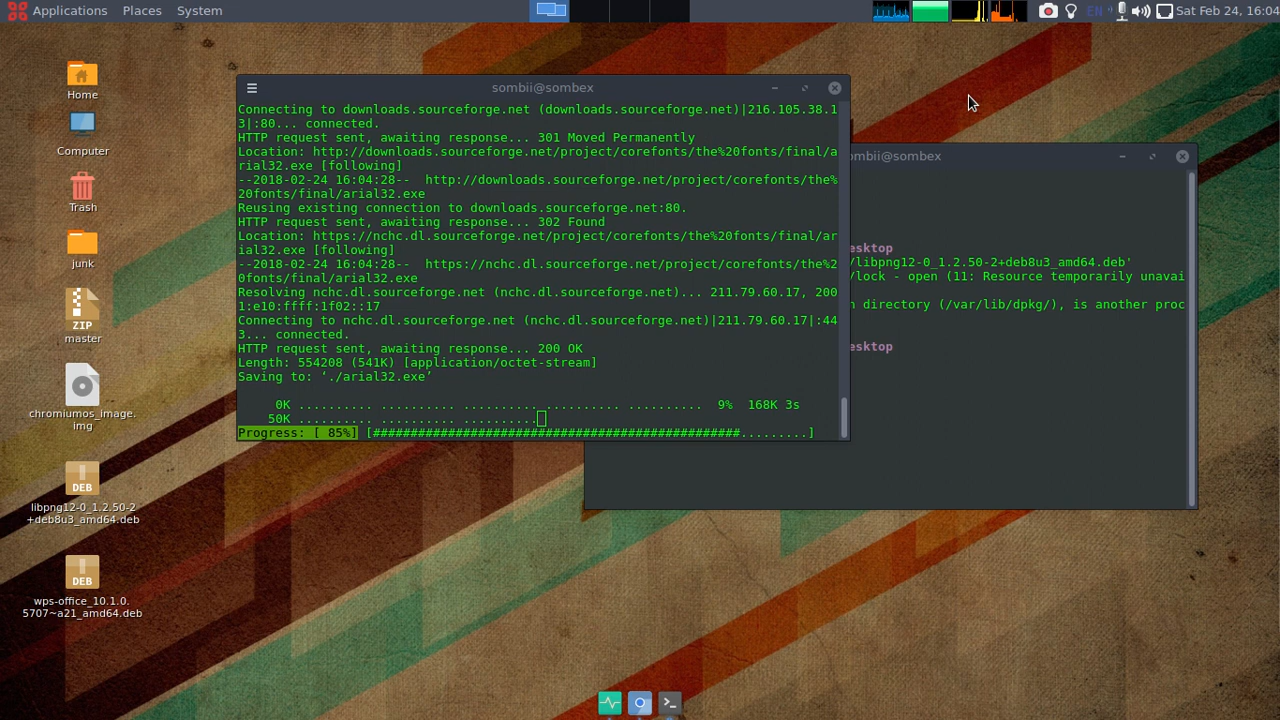 Applications Places System
EN
Sat Feb 24, 16:04
Home
Computer
Trash
junk
ZIP
master
chromiumos_image.
img
DEB
libpng12-0_1.2.50-2
+deb8u3_amd64.deb
DEB
wps-office_10.1.0.
5707~a21_amd64.deb
sombii@sombex
Connecting to downloads.sourceforge.net (downloads.sourceforge.net)|216.105.38.1
3|:80... connected.
HTTP request sent, awaiting response... 301 Moved Permanently
Location: http://downloads.sourceforge.net/project/corefonts/the%20fonts/final/a
rial32.exe [following]
--2018-02-24 16:04:28--  http://downloads.sourceforge.net/project/corefonts/the%
20fonts/final/arial32.exe
Reusing existing connection to downloads.sourceforge.net:80.
HTTP request sent, awaiting response... 302 Found
Location: https://nchc.dl.sourceforge.net/project/corefonts/the%20fonts/final/ar
ial32.exe [following]
--2018-02-24 16:04:28--  https://nchc.dl.sourceforge.net/project/corefonts/the%2
0fonts/final/arial32.exe
Resolving nchc.dl.sourceforge.net (nchc.dl.sourceforge.net)... 211.79.60.17, 200
1:e10:ffff:1f02::17
Connecting to nchc.dl.sourceforge.net (nchc.dl.sourceforge.net)|211.79.60.17|:44
3... connected.
HTTP request sent, awaiting response... 200 OK
Length: 554208 (541K) [application/octet-stream]
Saving to: ‘./arial32.exe’
0K .......... .......... .......... .......... ..........  9%  168K 3s
50K .......... .......... ..........
Progress: [ 85%] [#############################################.........]
ombii@sombex
esktop
/libpng12-0_1.2.50-2+deb8u3_amd64.deb'
/lock - open (11: Resource temporarily unavai
n directory (/var/lib/dpkg/), is another proc
esktop